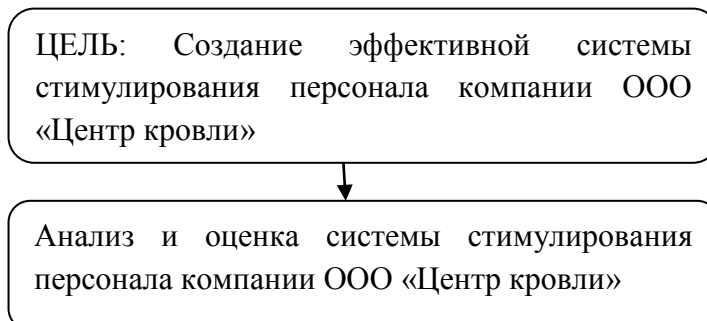 ЦЕЛЬ: Создание эффективной системы
стимулирования персонала компании ООО
«Центр кровли»
Анализ и оценка системы стимулирования
персонала компании ООО «Центр кровли»